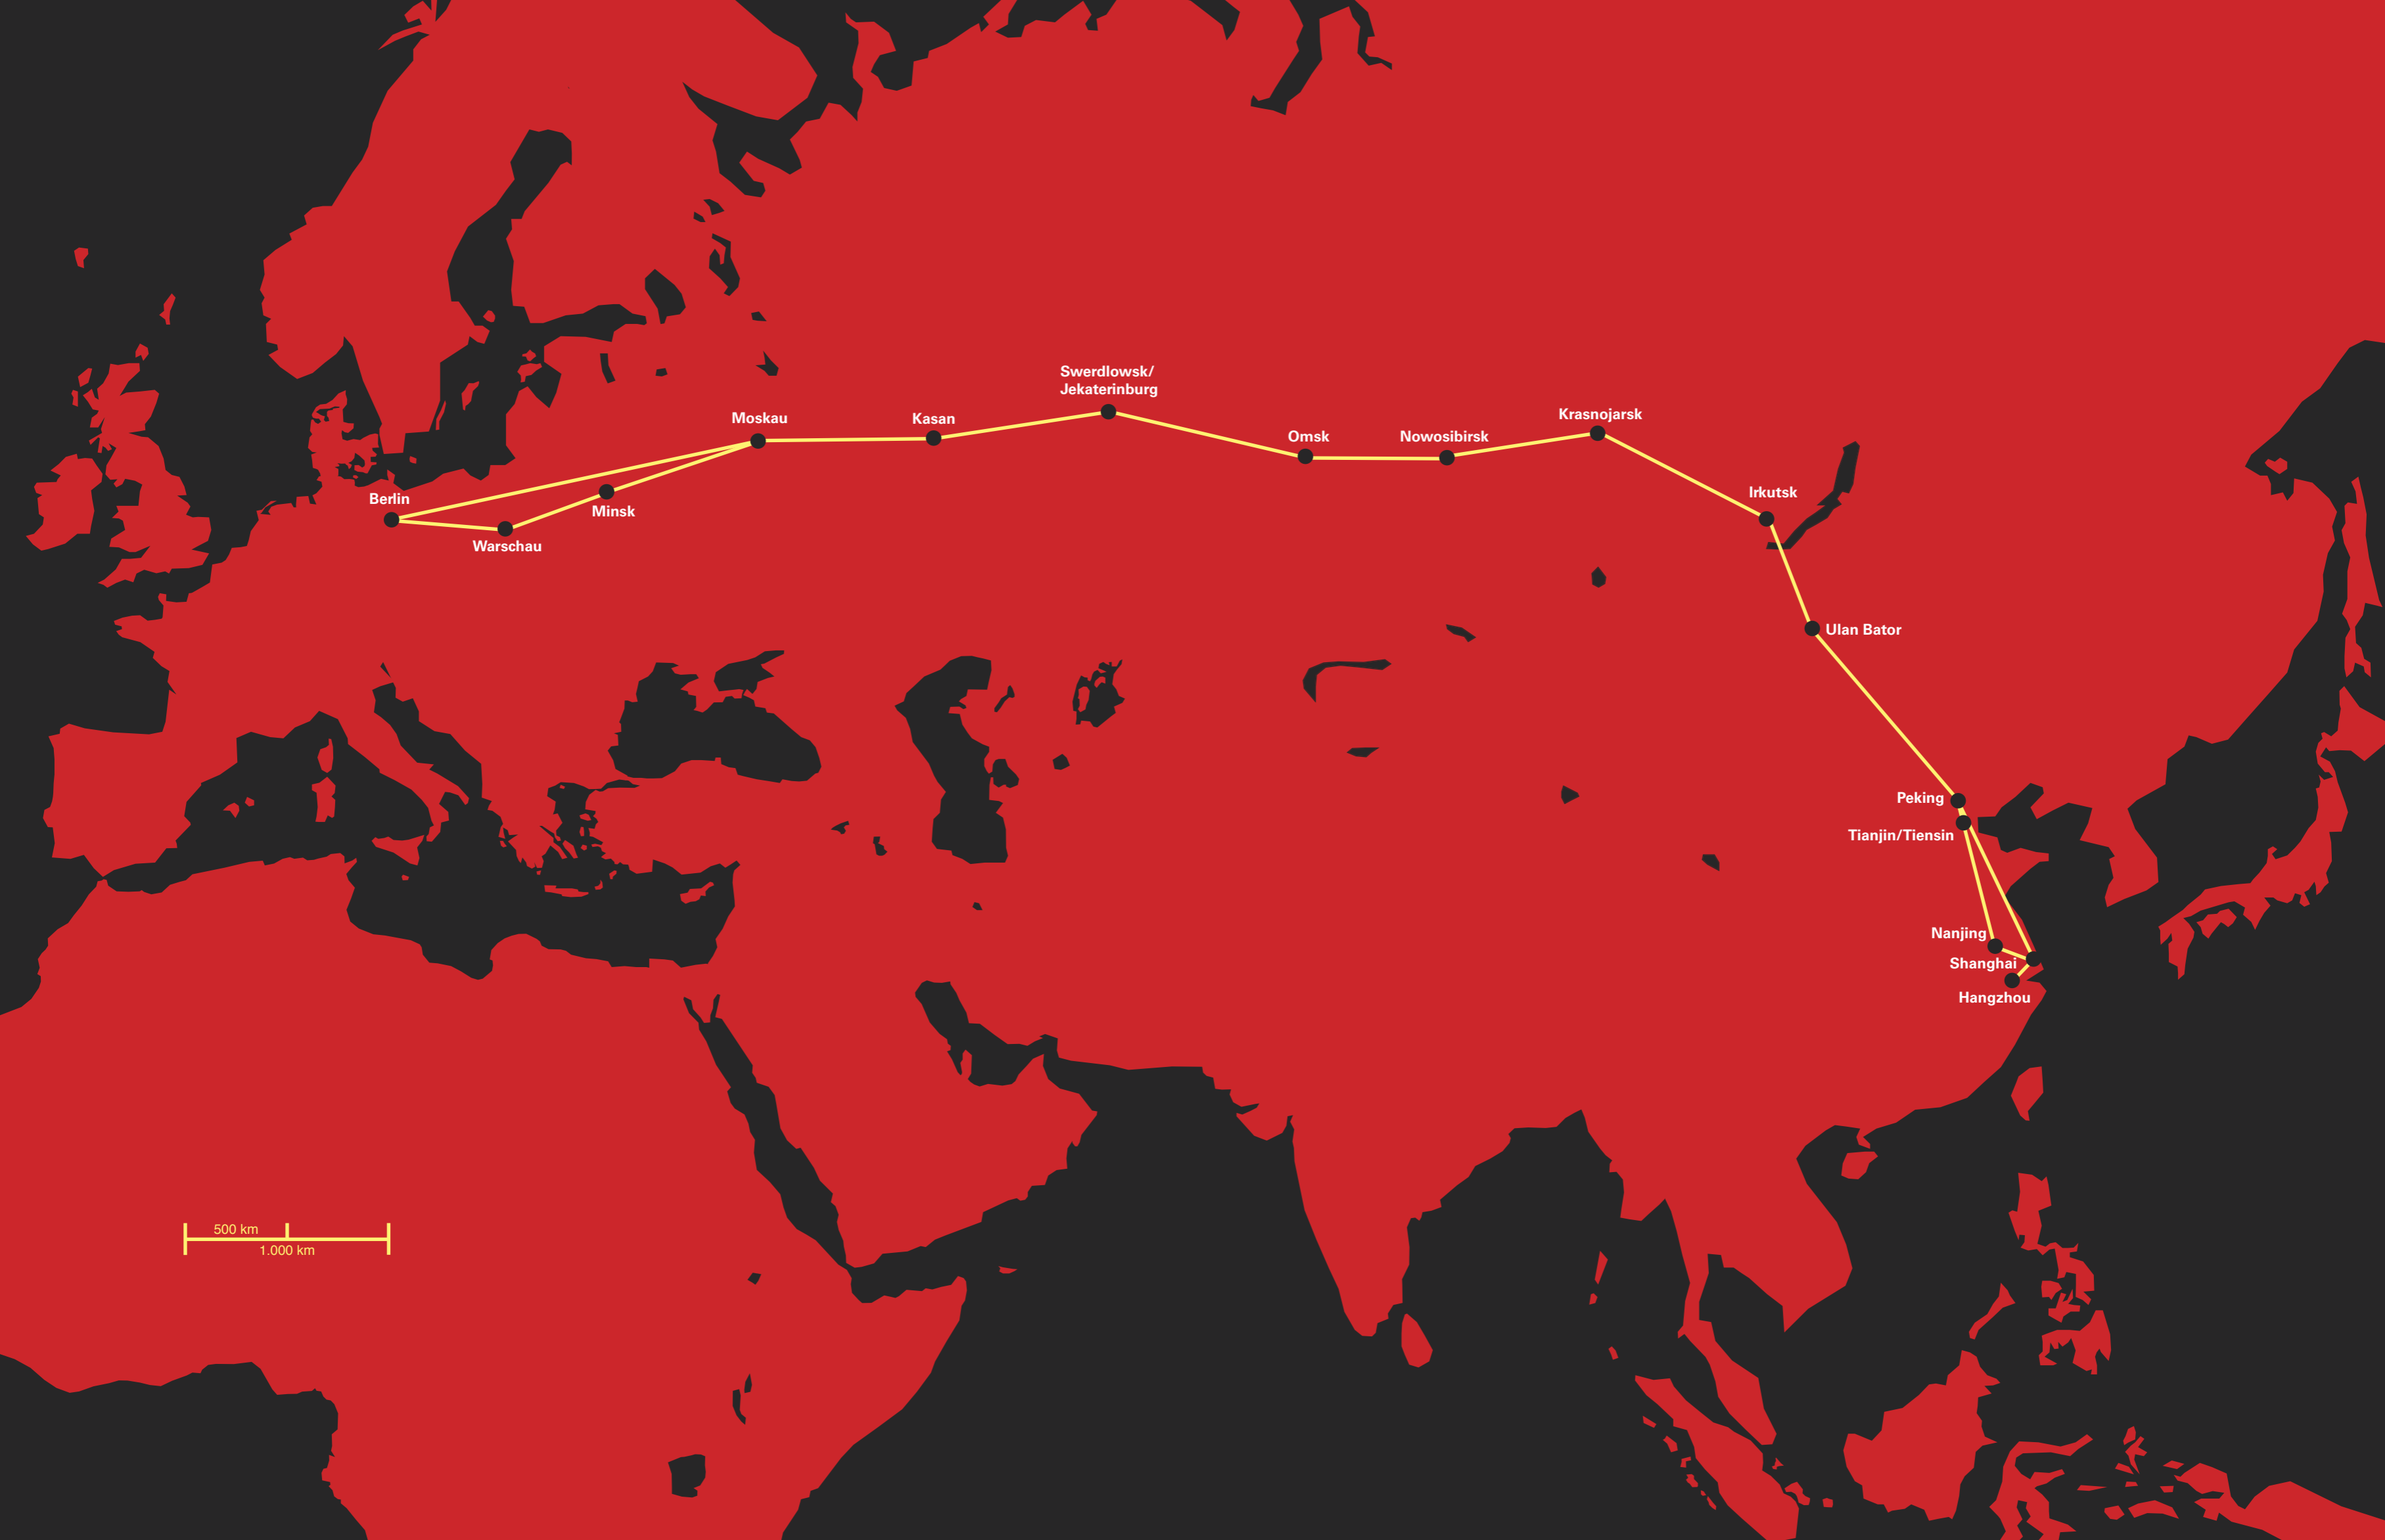 Swerdlowsk/
Jekaterinburg
Moskau
Kasan
Krasnojarsk
Omsk
Nowosibirsk
Irkutsk
Berlin
Minsk
Warschau
Ulan Bator
Peking
Tianjin/Tiensin
Nanjing
Shanghai
Hangzhou
500 km
1.000 km